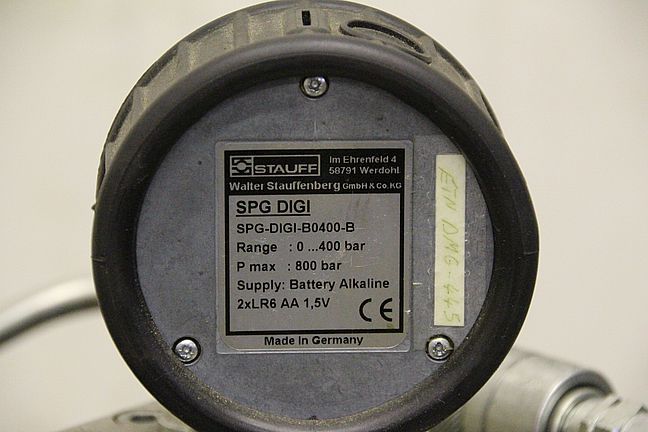 STAUFF
Im Ehrenfeld 4
58791 Werdohl
Walter Stauffenberg GmbH & Co. KG
SPG DIGI
SPG-DIGI-B0400-B
Range : 0 ...400 bar
P max : 800 bar
Supply: Battery Alkaline
2xLR6 AA 1,5V
CE
Made In Germany
ETN DMG-445